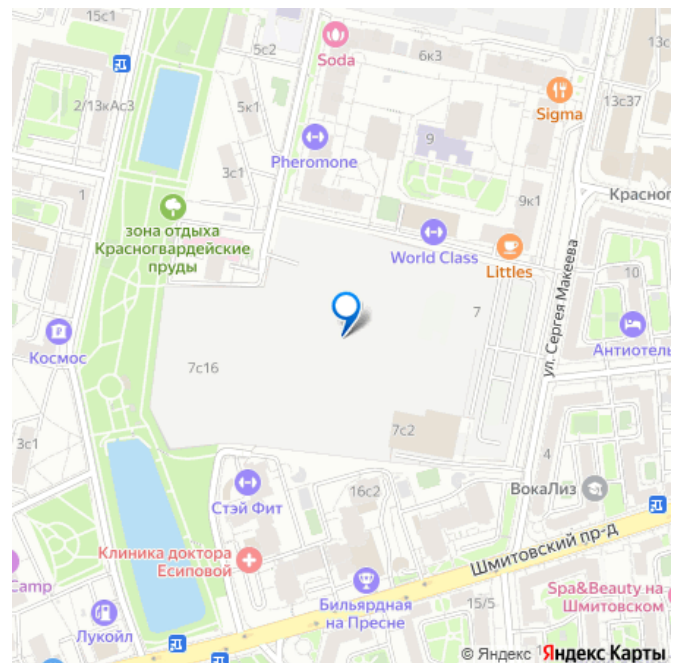 15с1
5с2
Soda
6к3
13с
2/13кАс3
5к1
Sigma
13с37
9
Pheromone
3с1
1
9к1
Красног
зона отдыха
Красногвардейские
пруды
World Class
Littles
ул. Сергея Макеева
10
7
Космос
Антиотель
7с16
7с2
3с1
4
16с2
ВокаЛиз
Стэй Фит
Шмитовский пр-д
Клиника доктора
Есиповой
Camp
Бильярдная
на Пресне
15/5
Spa&Beauty на
Шмитовском
Лукойл
© Яндекс
Яндекс Карты